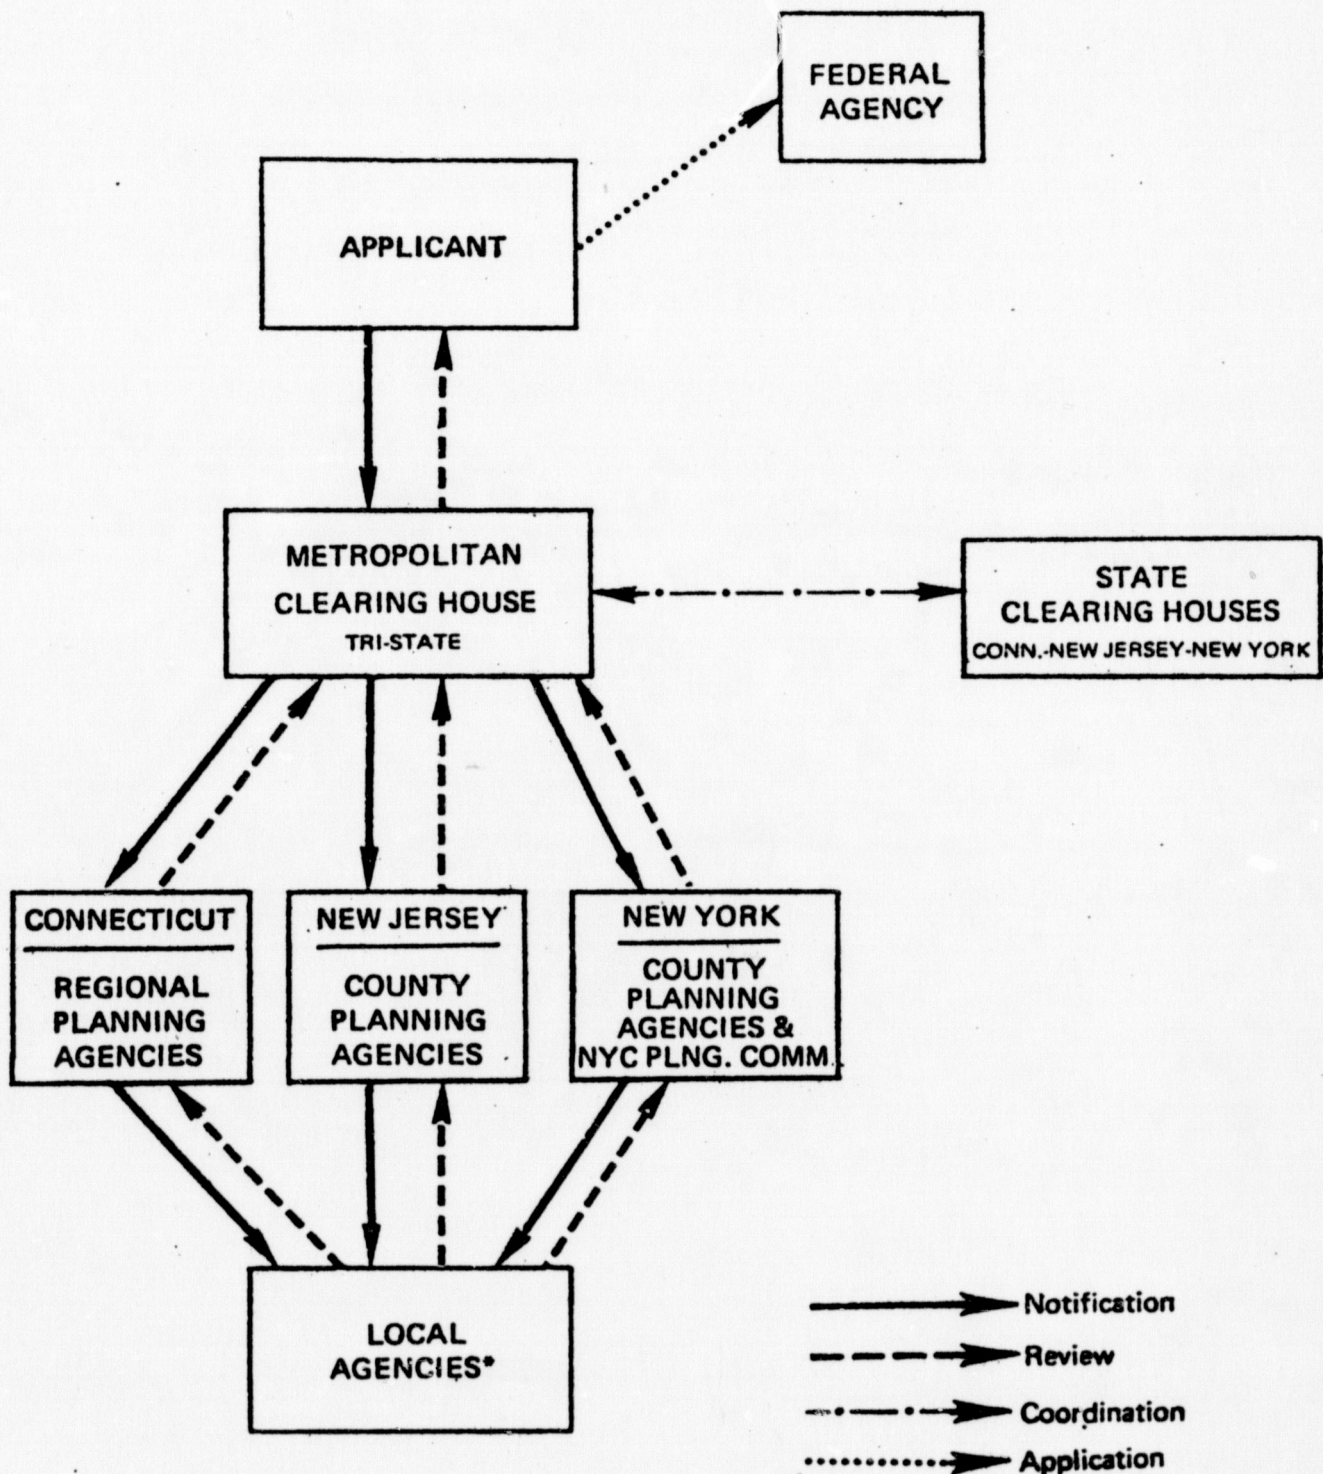 FEDERAL
AGENCY
APPLICANT
METROPOLITAN
CLEARING HOUSE
TRI-STATE
STATE
CLEARING HOUSES
CONN.-NEW JERSEY-NEW YORK
CONNECTICUT
REGIONAL
PLANNING
AGENCIES
NEW JERSEY
COUNTY
PLANNING
AGENCIES
NEW YORK
COUNTY
PLANNING
AGENCIES &
NYC PLNG. COMM.
LOCAL
AGENCIES*
Notification
Review
Coordination
Application